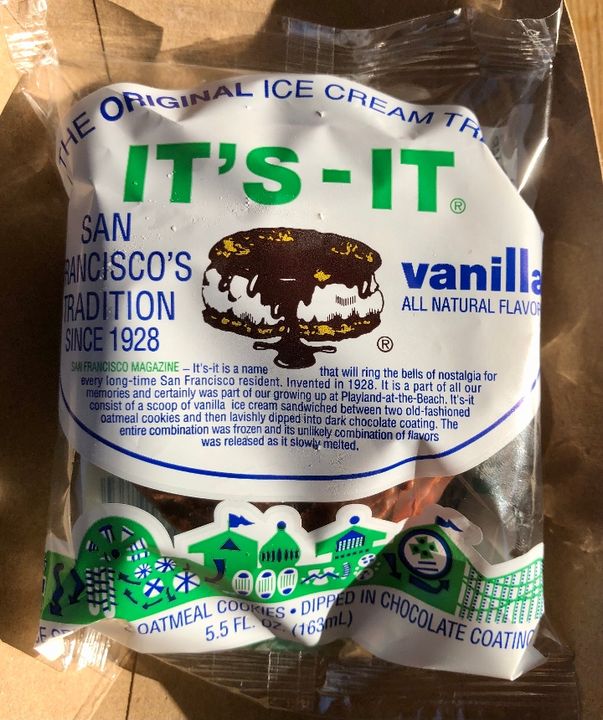 THE ORIGINAL ICE CREAM
IT'S-IT®
SAN
RANCISCO'S
TRADITION
SINCE 1928
vanilla
ALL NATURAL FLAVOR
®
SAN FRANCISCO MAGAZINE – It's-it is a name that will ring the bells of nostalgia for
every long-time San Francisco resident. Invented in 1928. It is a part of all our
memories and certainly was part of our growing up at Playland-at-the-Beach. It's-it
consist of a scoop of vanilla ice cream sandwiched between two old-fashioned
oatmeal cookies and then lavishly dipped into dark chocolate coating. The
entire combination was frozen and its unlikely combination of flavors
was released as it slowly melted.
OATMEAL COOKIES • DIPPED IN CHOCOLATE COATING
5.5 FL. OZ. (163mL)